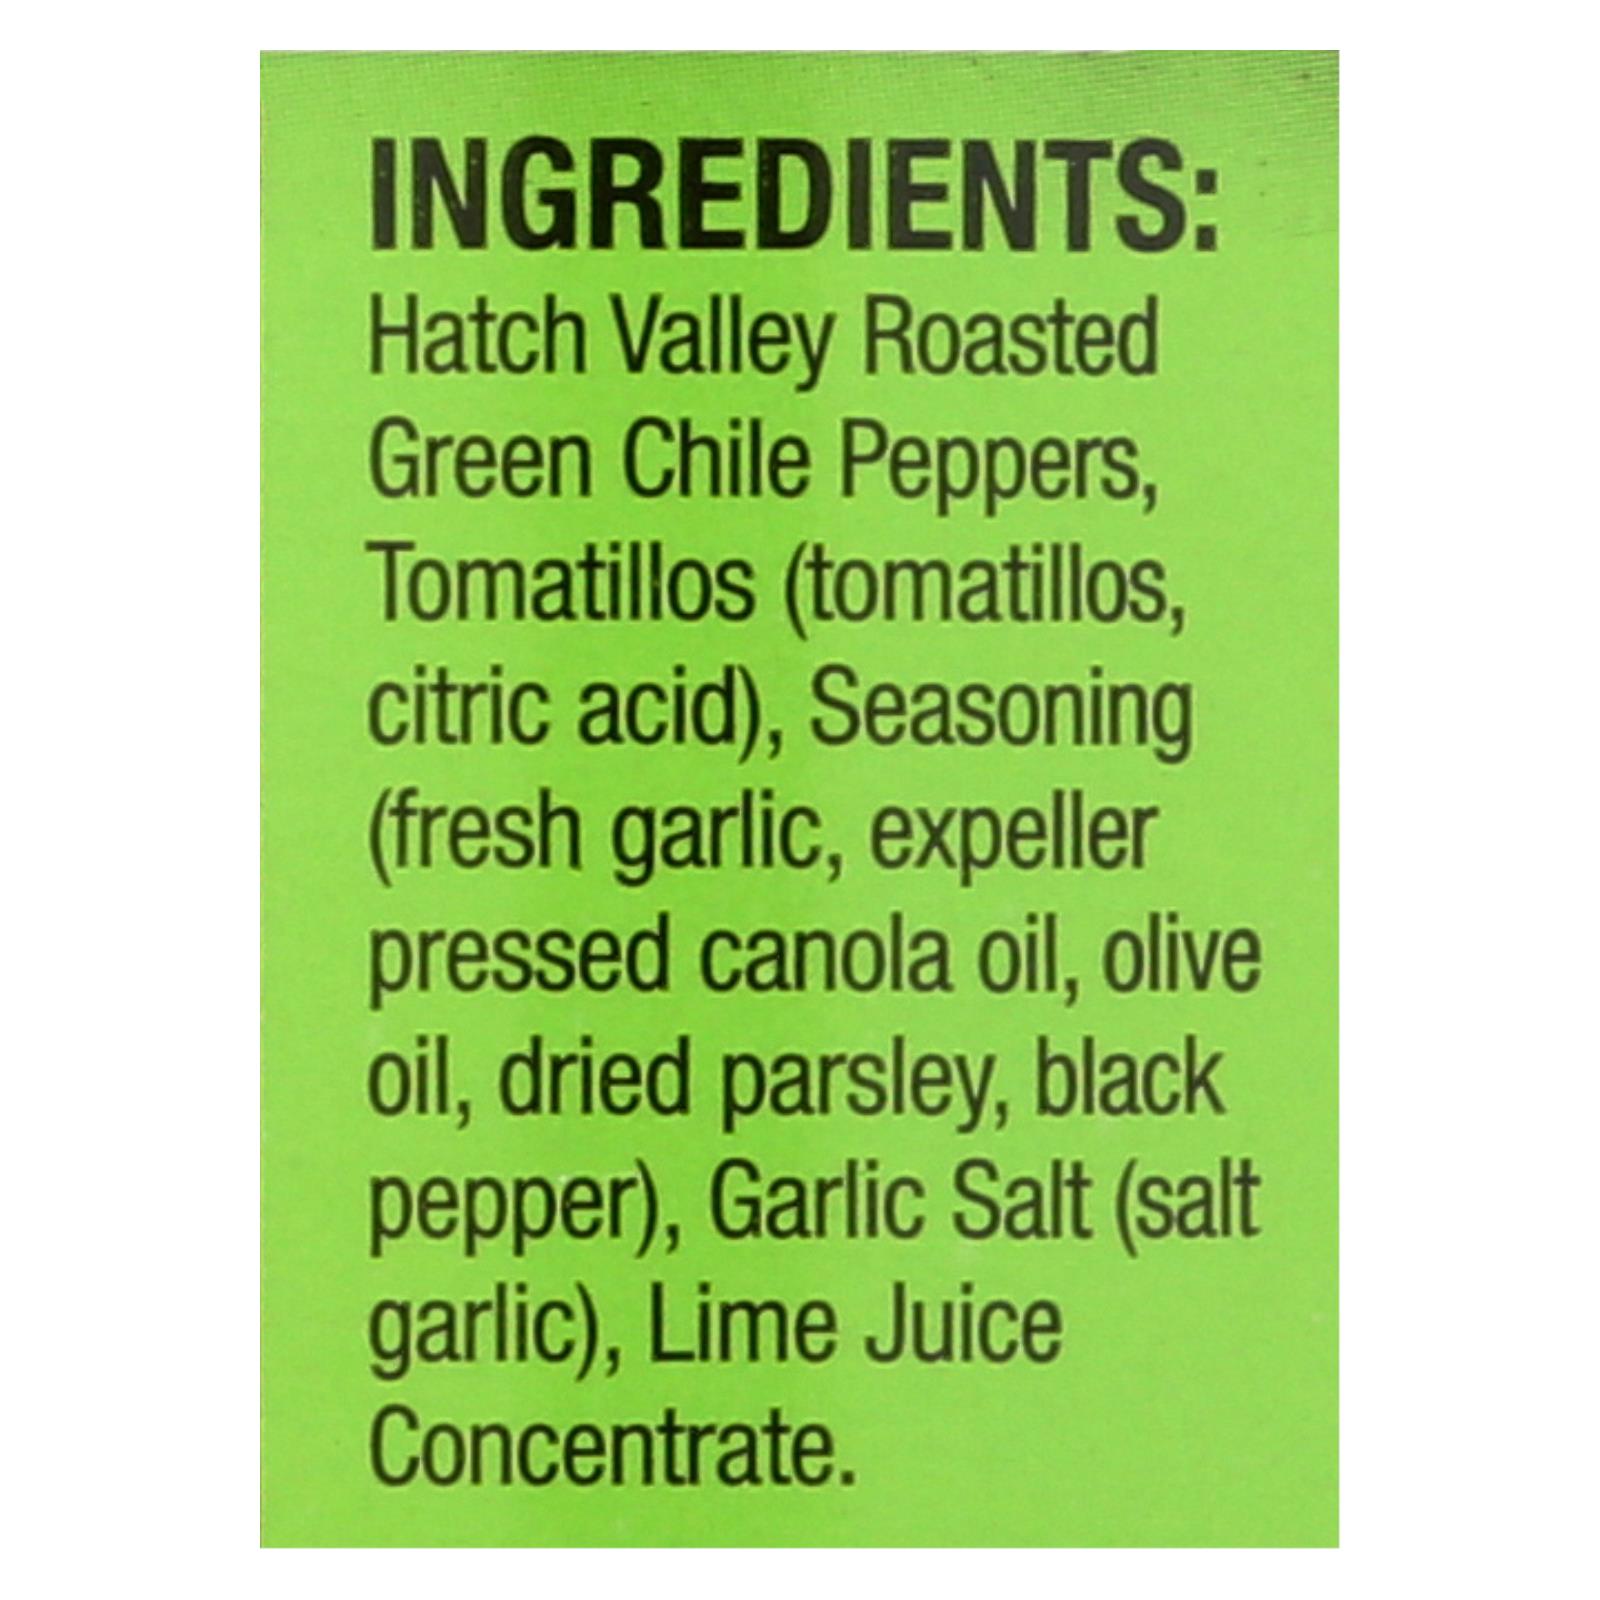 INGREDIENTS:
Hatch Valley Roasted
Green Chile Peppers,
Tomatillos (tomatillos,
citric acid), Seasoning
(fresh garlic, expeller
pressed canola oil, olive
oil, dried parsley, black
pepper), Garlic Salt (salt
garlic), Lime Juice
Concentrate.